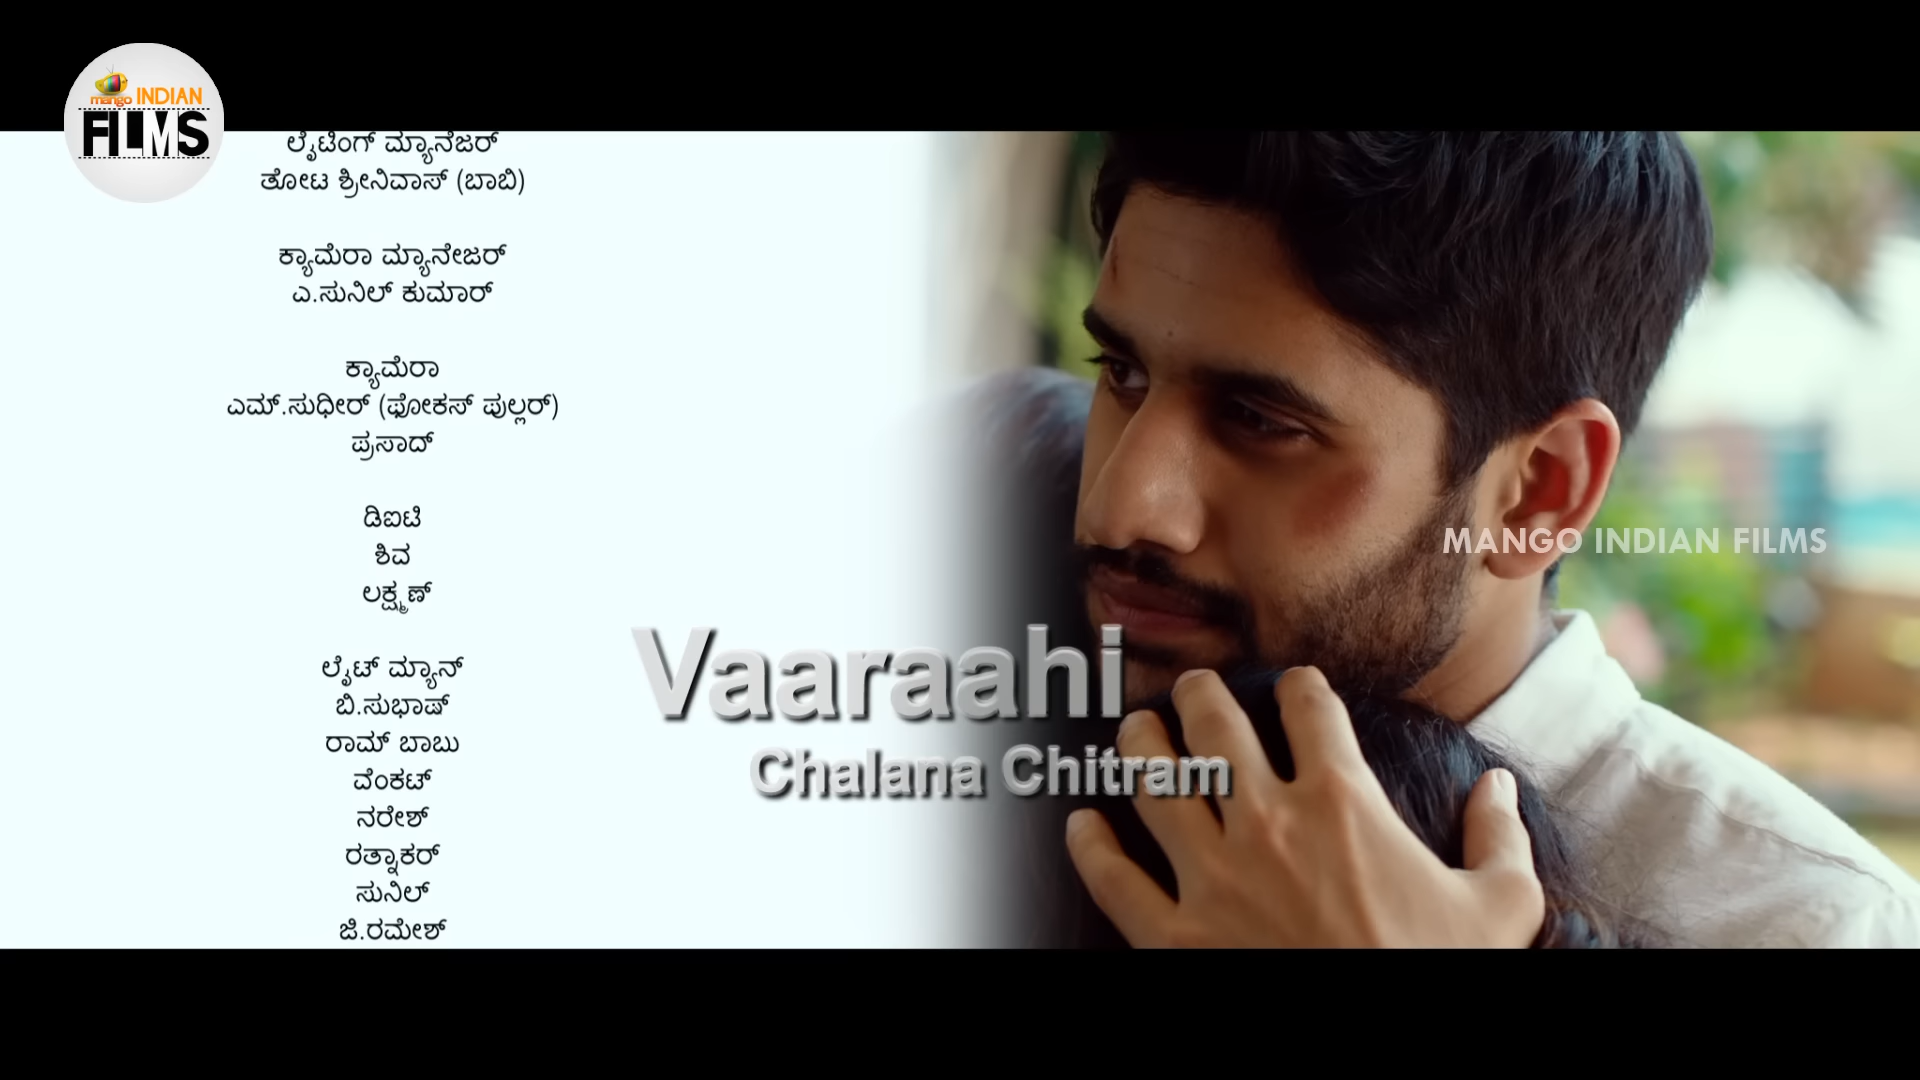 mango INDIAN
FILMS
ಲೈಟಿಂಗ್ ಮ್ಯಾನೆಜರ್
ತೋಟ ಶ್ರೀನಿವಾಸ್ (ಬಾಬಿ)
ಕ್ಯಾಮೆರಾ ಮ್ಯಾನೇಜರ್
ಎ.ಸುನಿಲ್ ಕುಮಾರ್
ಕ್ಯಾಮೆರಾ
ಎಮ್.ಸುಧೀರ್ (ಫೋಕಸ್ ಪುಲ್ಲರ್)
ಪ್ರಸಾದ್
ಡಿಐಟಿ
ಶಿವ
ಲಕ್ಷ್ಮಣ್
ಲೈಟ್ ಮ್ಯಾನ್
ಬಿ.ಸುಭಾಷ್
ರಾಮ್ ಬಾಬು
ವೆಂಕಟ್
ನರೇಶ್
ರತ್ನಾಕರ್
ಸುನಿಲ್
ಜಿ.ರಮೇಶ್
MANGO INDIAN FILMS
Vaaraahi
Chalana Chitram